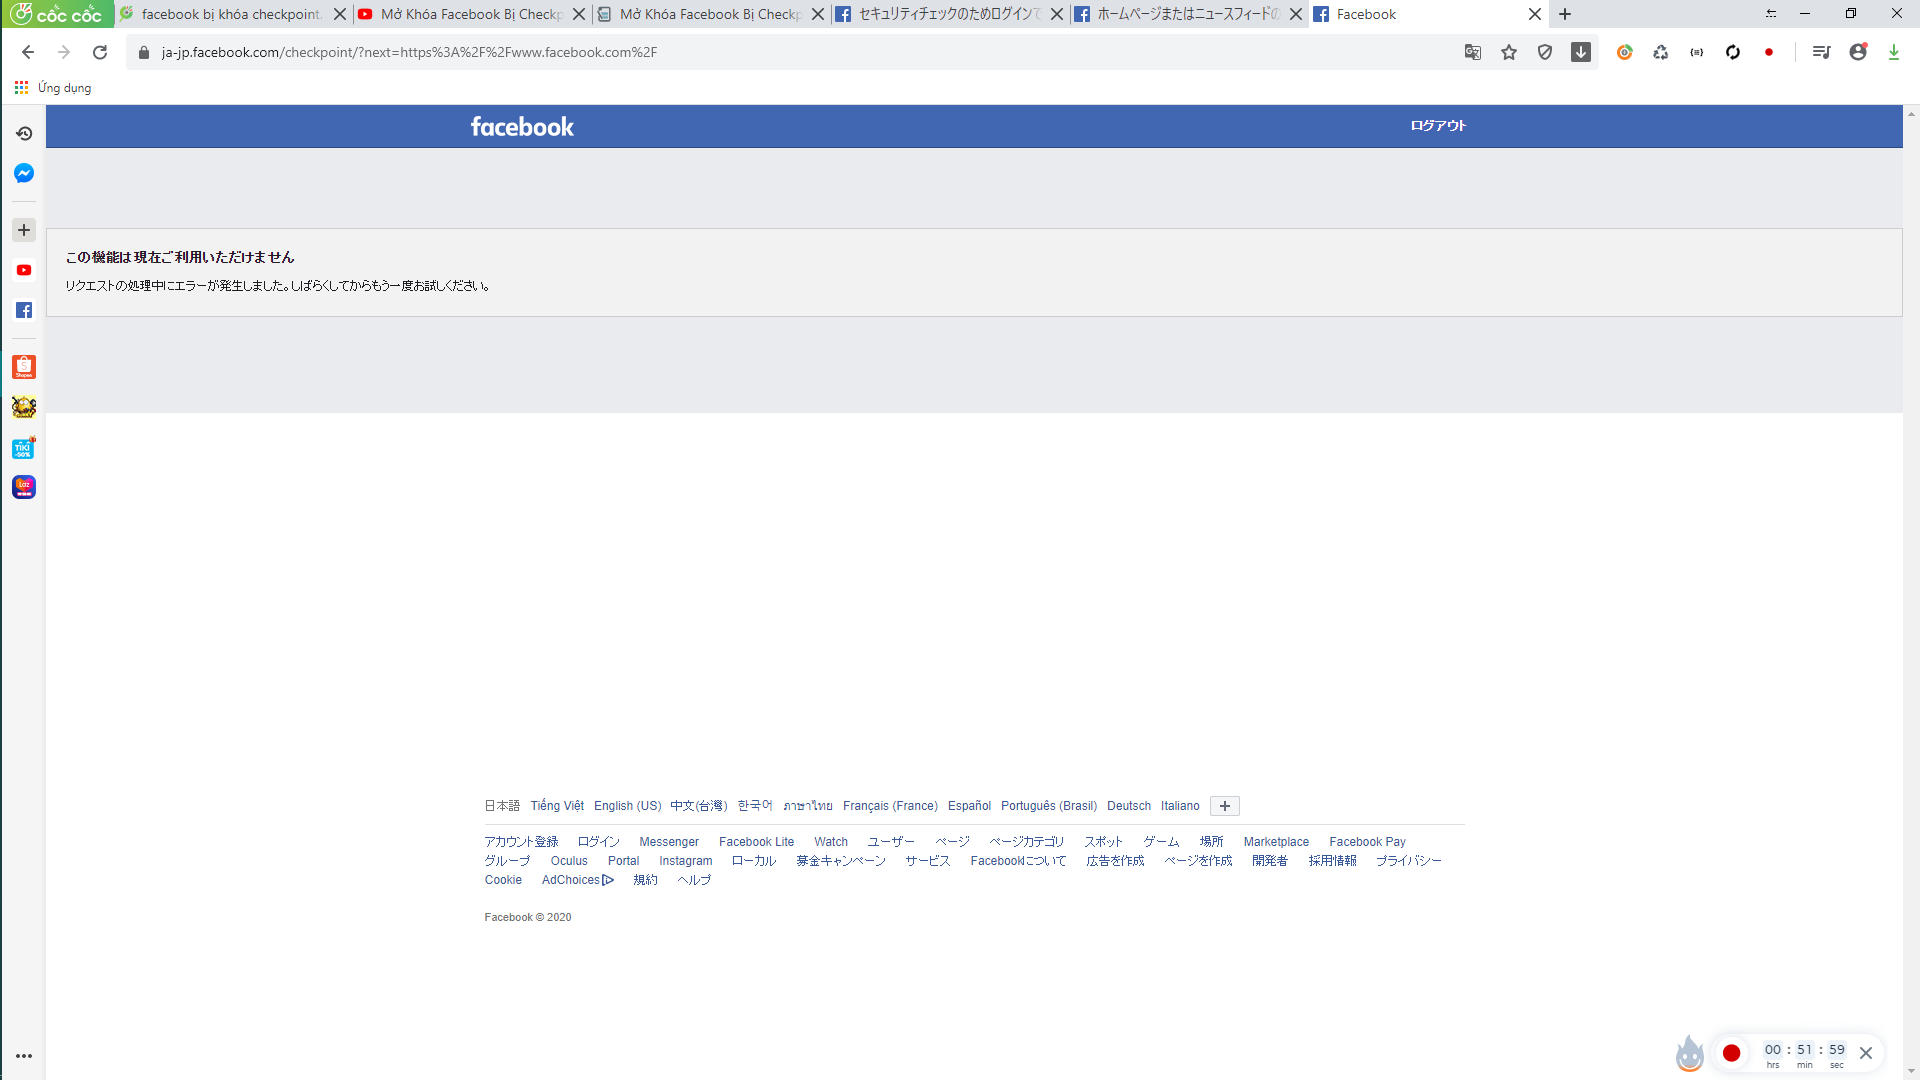 cốc cốc
facebook bị khóa checkpoint.
Mở Khóa Facebook Bị Checkp
Mở Khóa Facebook Bị Checkp
セキュリティチェックのためログインで
ホームページまたはニュースフィードの
Facebook
ja-jp.facebook.com/checkpoint/?next=https%3A%2F%2Fwww.facebook.com%2F
Ứng dụng
facebook
ログアウト
この機能は現在ご利用いただけません
リクエストの処理中にエラーが発生しました。しばらくしてからもう一度お試しください。
Shopee
TIKI
-50%
Laz
日本語 Tiếng Việt English (US) 中文(台灣) 한국어 ภาษาไทย Français (France) Español Português (Brasil) Deutsch Italiano
アカウント登録 ログイン Messenger Facebook Lite Watch ユーザー ページ ページカテゴリ スポット ゲーム 場所 Marketplace Facebook Pay
グループ Oculus Portal Instagram ローカル 募金キャンペーン サービス Facebookについて 広告を作成 ページを作成 開発者 採用情報 プライバシー
Cookie AdChoices 規約 ヘルプ
Facebook © 2020
00 : 51 : 59
hrs min sec